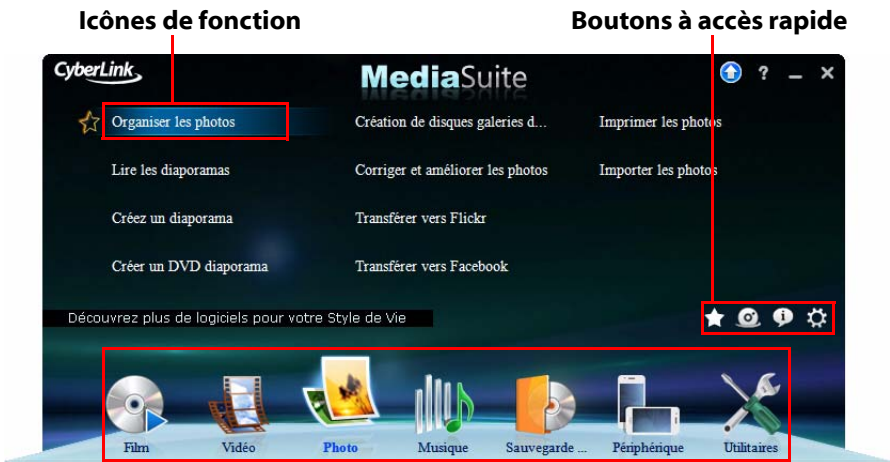 Icônes de fonction Boutons à accès rapide
CyberLink MediaSuite ? _ ×
Organiser les photos Création de disques galeries d... Imprimer les photos
Lire les diaporamas Corriger et améliorer les photos Importer les photos
Créez un diaporama Transférer vers Flickr
Créer un DVD diaporama Transférer vers Facebook
Découvrez plus de logiciels pour votre Style de Vie
Film Vidéo Photo Musique Sauvegarde ... Périphérique Utilitaires